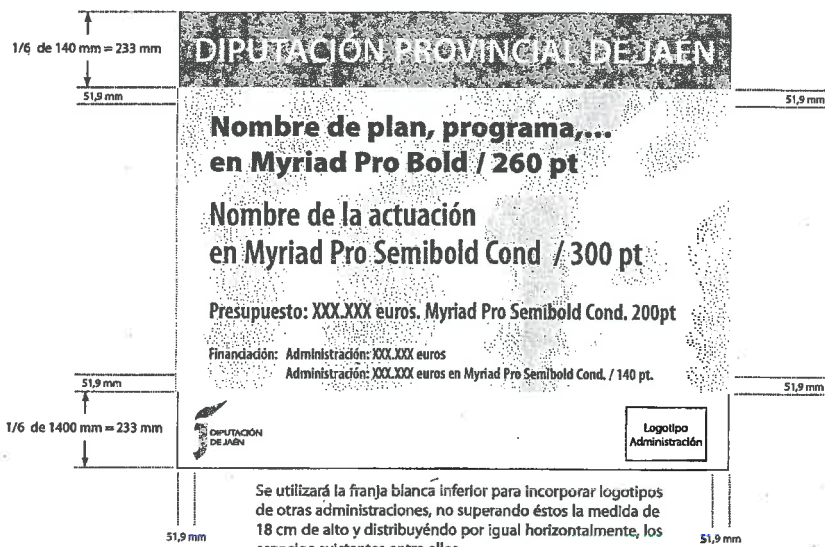 1/6 de 140 mm = 233 mm
DIPUTACIÓN PROVINCIAL DE JAÉN
51,9 mm
51,9 mm
Nombre de plan, programa,...
en Myriad Pro Bold / 260 pt
Nombre de la actuación
en Myriad Pro Semibold Cond / 300 pt
Presupuesto: XXX.XXX euros. Myriad Pro Semibold Cond. 200pt
Financiación: Administración: XXX.XXX euros
Administración: XXX.XXX euros en Myriad Pro Semibold Cond. / 140 pt.
51,9 mm
51,9 mm
1/6 de 1400 mm = 233 mm
DIPUTACIÓN
DE JAÉN
Logotipo
Administración
Se utilizará la franja blanca inferior para incorporar logotipos
de otras administraciones, no superando éstos la medida de
18 cm de alto y distribuyéndo por igual horizontalmente, los
51,9 mm
51,9 mm